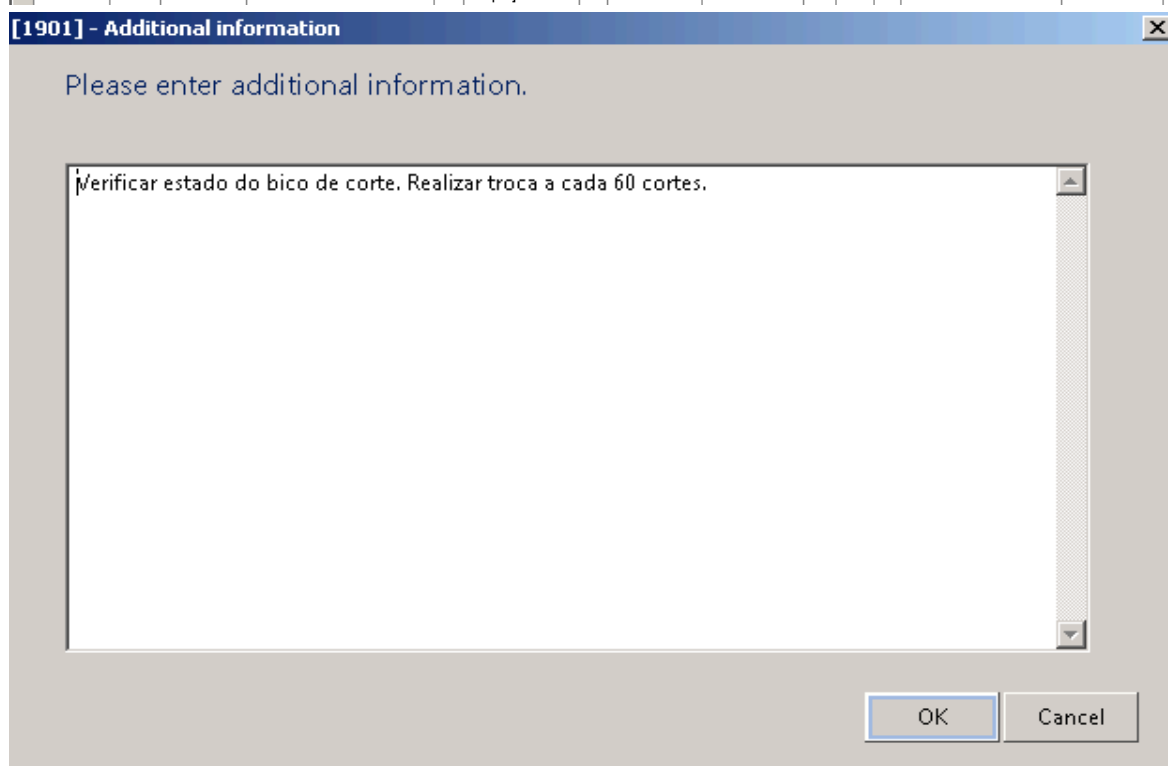 [1901] - Additional information
Please enter additional information.
Verificar estado do bico de corte. Realizar troca a cada 60 cortes.
OK
Cancel